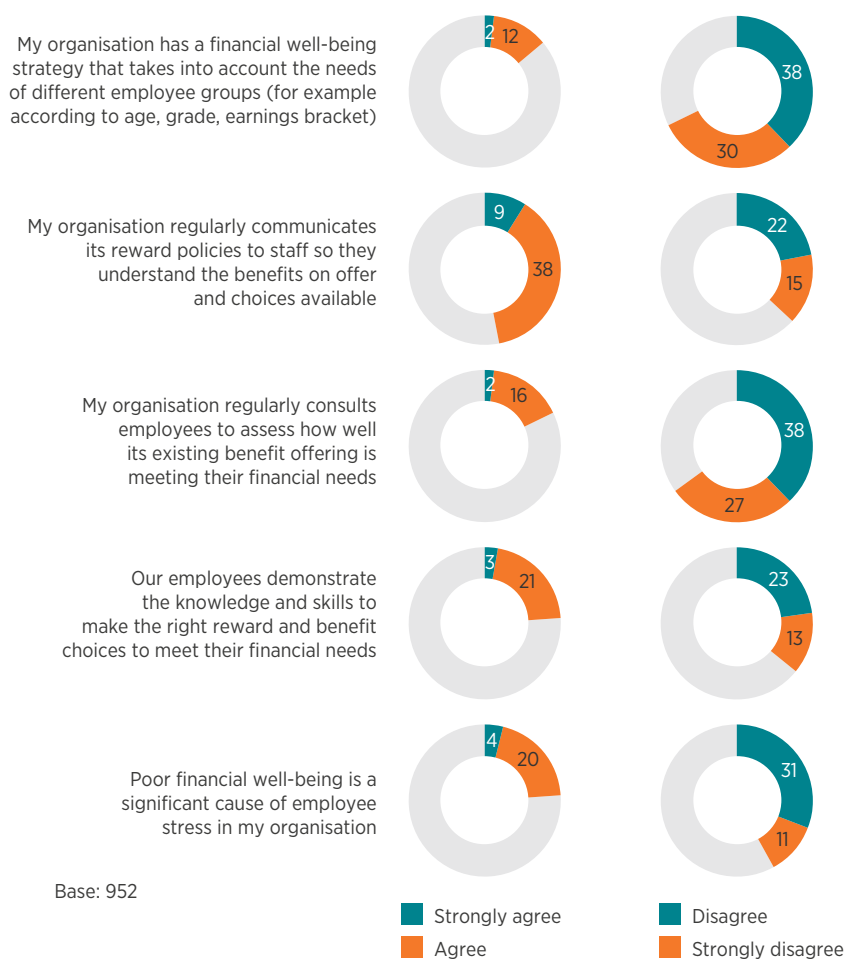 My organisation has a financial well-being
strategy that takes into account the needs
of different employee groups (for example
according to age, grade, earnings bracket)
2
12
38
30
My organisation regularly communicates
its reward policies to staff so they
understand the benefits on offer
and choices available
9
38
22
15
My organisation regularly consults
employees to assess how well
its existing benefit offering is
meeting their financial needs
2
16
38
27
Our employees demonstrate
the knowledge and skills to
make the right reward and benefit
choices to meet their financial needs
3
21
23
13
Poor financial well-being is a
significant cause of employee
stress in my organisation
4
20
31
11
Base: 952
Strongly agree
Agree
Disagree
Strongly disagree